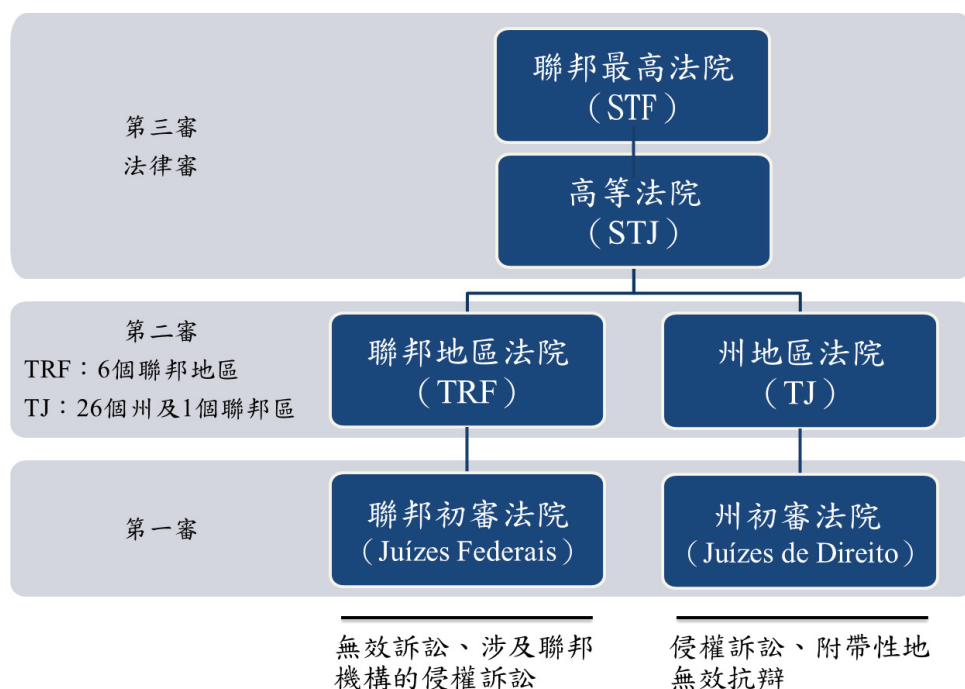 聯邦最高法院
（STF）
第三審
法律審
高等法院
（STJ）
第二審
TRF：6個聯邦地區
TJ：26個州及1個聯邦區
聯邦地區法院
（TRF）
州地區法院
（TJ）
第一審
聯邦初審法院
（Juízes Federais）
州初審法院
（Juízes de Direito）
無效訴訟、涉及聯邦
機構的侵權訴訟
侵權訴訟、附帶性地
無效抗辯